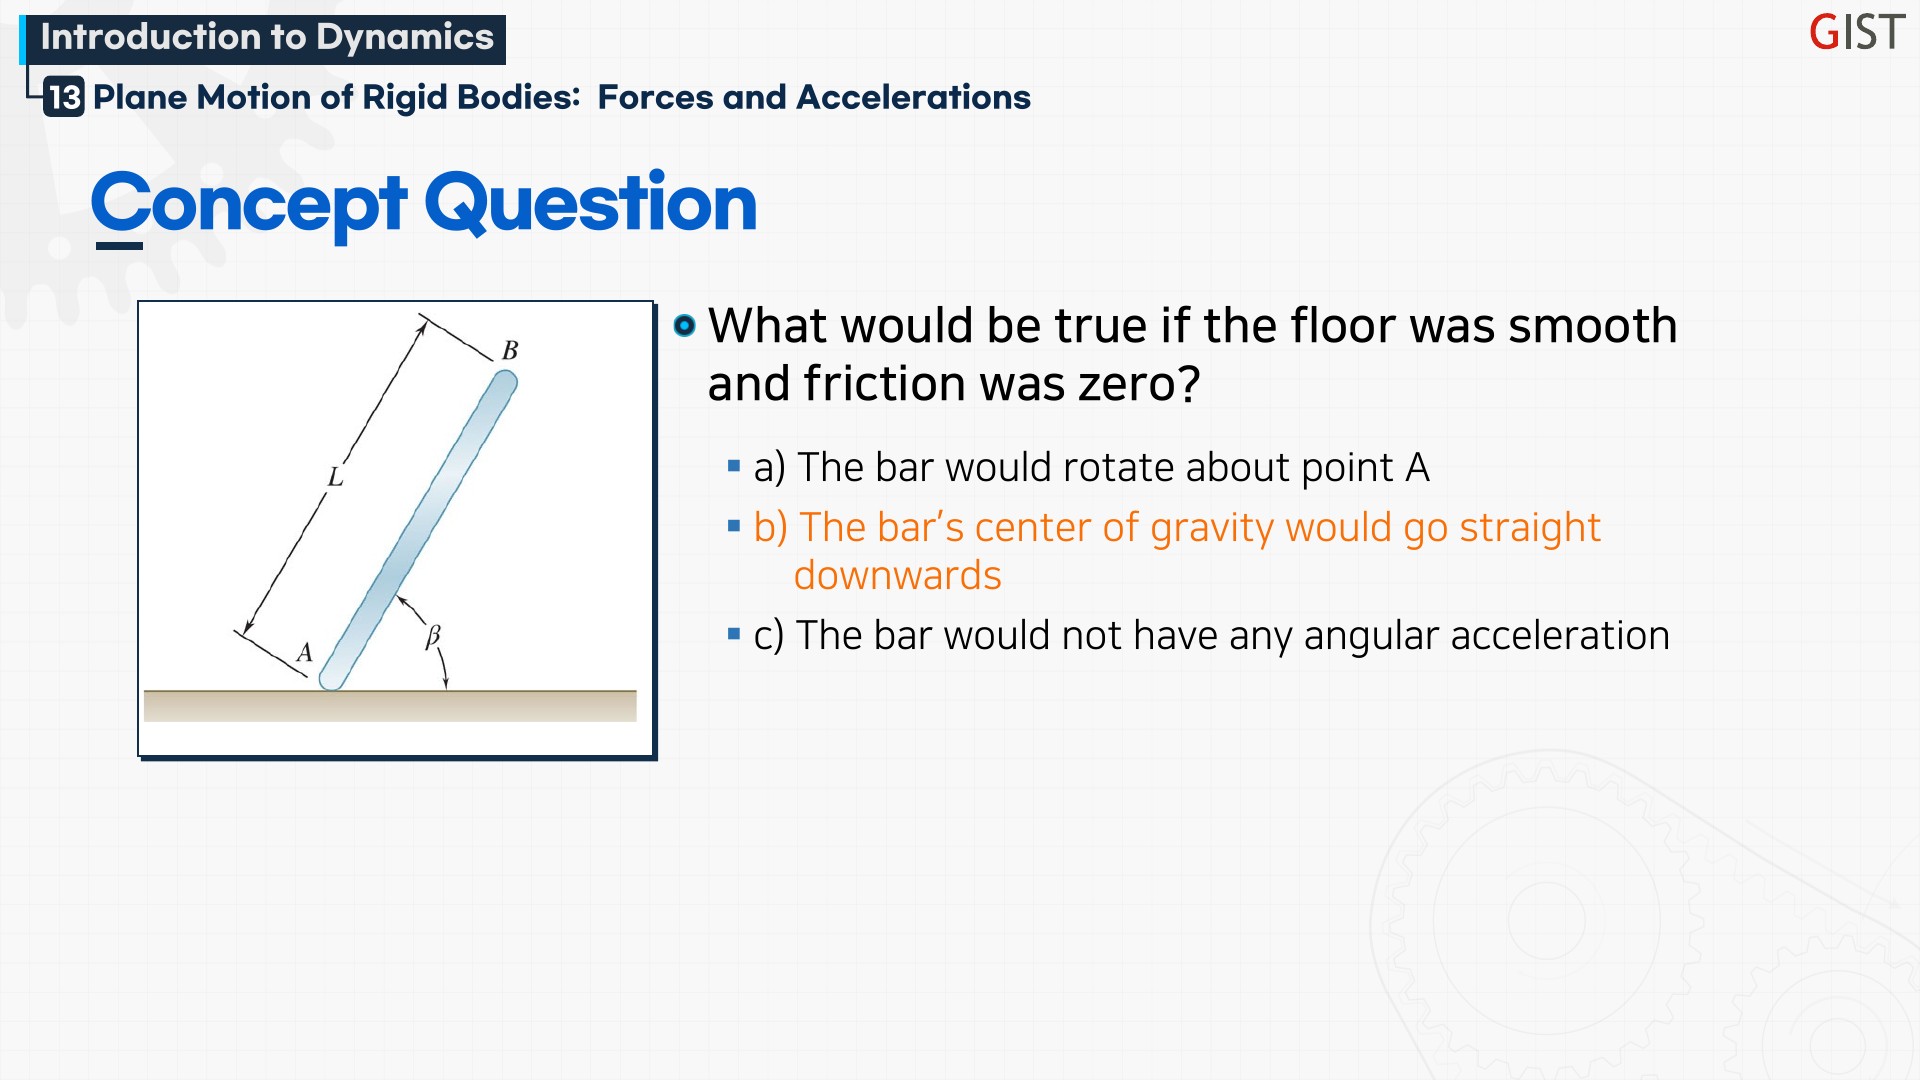 Introduction to Dynamics
GIST
13 Plane Motion of Rigid Bodies: Forces and Accelerations
Concept Question
What would be true if the floor was smooth
and friction was zero?
a) The bar would rotate about point A
b) The bar's center of gravity would go straight
downwards
c) The bar would not have any angular acceleration
B
L
β
A